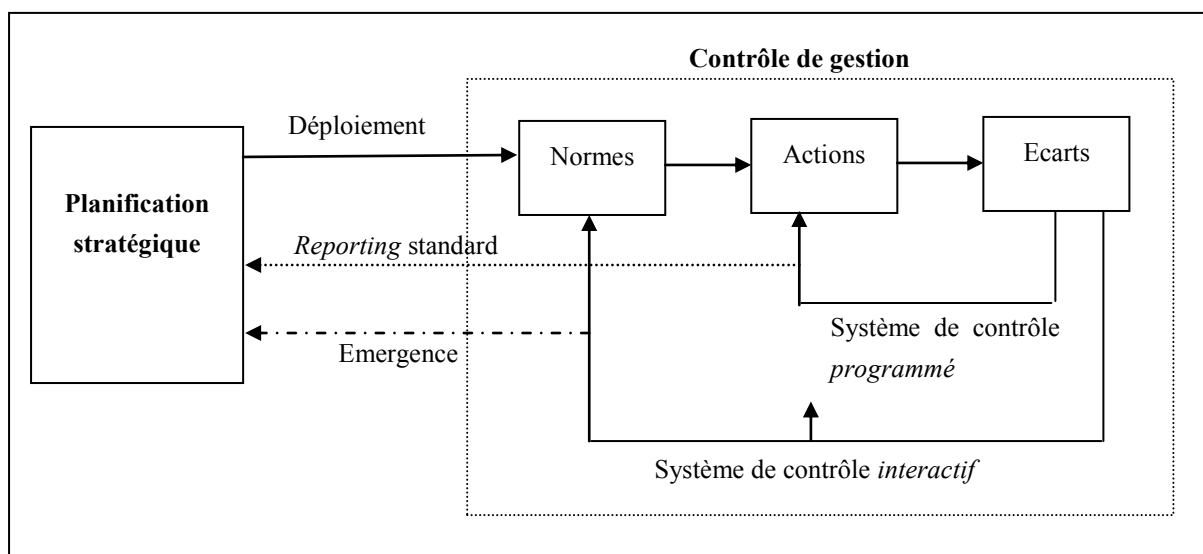 Contrôle de gestion
Déploiement
Normes
Actions
Ecarts
Planification
stratégique
Reporting standard
Emergence
Système de contrôle
programmé
Système de contrôle interactif